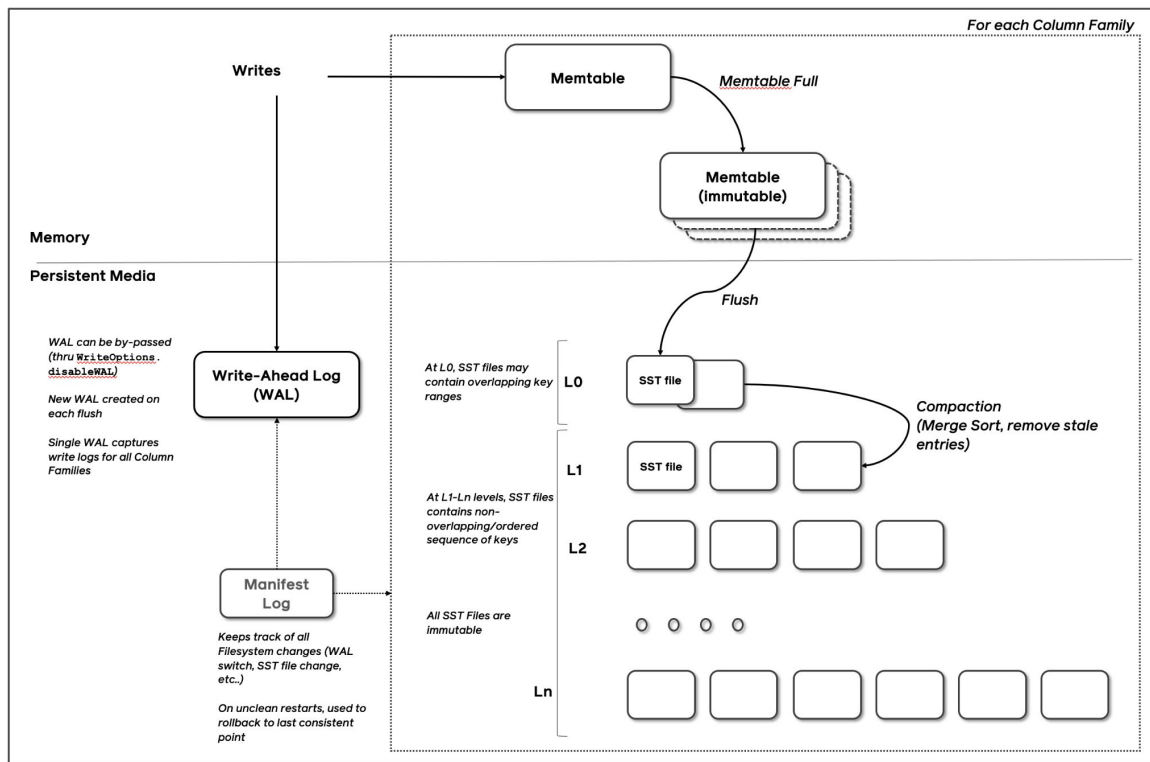 For each Column Family
Writes
Memtable
Memtable Full
Memtable
(immutable)
Memory
Persistent Media
Flush
WAL can be by-passed
(thru WriteOptions.
disableWAL)
New WAL created on
each flush
Single WAL captures
write logs for all Column
Families
Write-Ahead Log
(WAL)
At L0, SST files may
contain overlapping key
ranges
L0
SST file
Compaction
(Merge Sort, remove stale
entries)
L1
SST file
At L1-Ln levels, SST files
contains non-
overlapping/ordered
sequence of keys
L2
Manifest
Log
All SST Files are
immutable
Keeps track of all
Filesystem changes (WAL
switch, SST file change,
etc..)
Ln
On unclean restarts, used to
rollback to last consistent
point